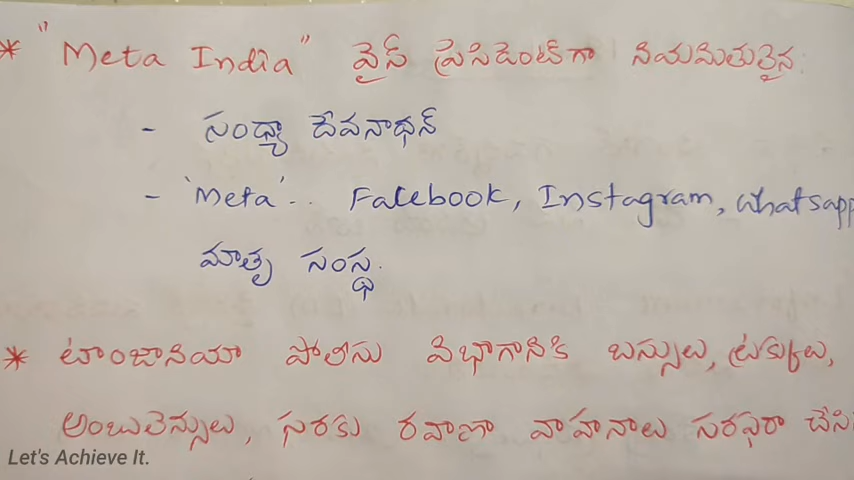 * "Meta India" వైస్ ప్రెసిడెంట్‌గా నియమితులైన:
- సంధ్యా దేవనాథన్
- 'Meta'.. Facebook, Instagram, Whatsapp
మాతృ సంస్థ.
* టాంజానియా పోలీసు విభాగానికి బస్సులు, ట్రక్కులు,
అంబులెన్సులు, సరకు రవాణా వాహనాలు సరఫరా చేసి
Let's Achieve It.